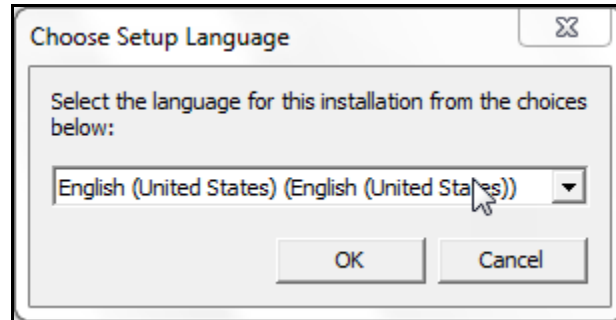 Choose Setup Language
Select the language for this installation from the choices
below:
English (United States) (English (United States))
OK
Cancel